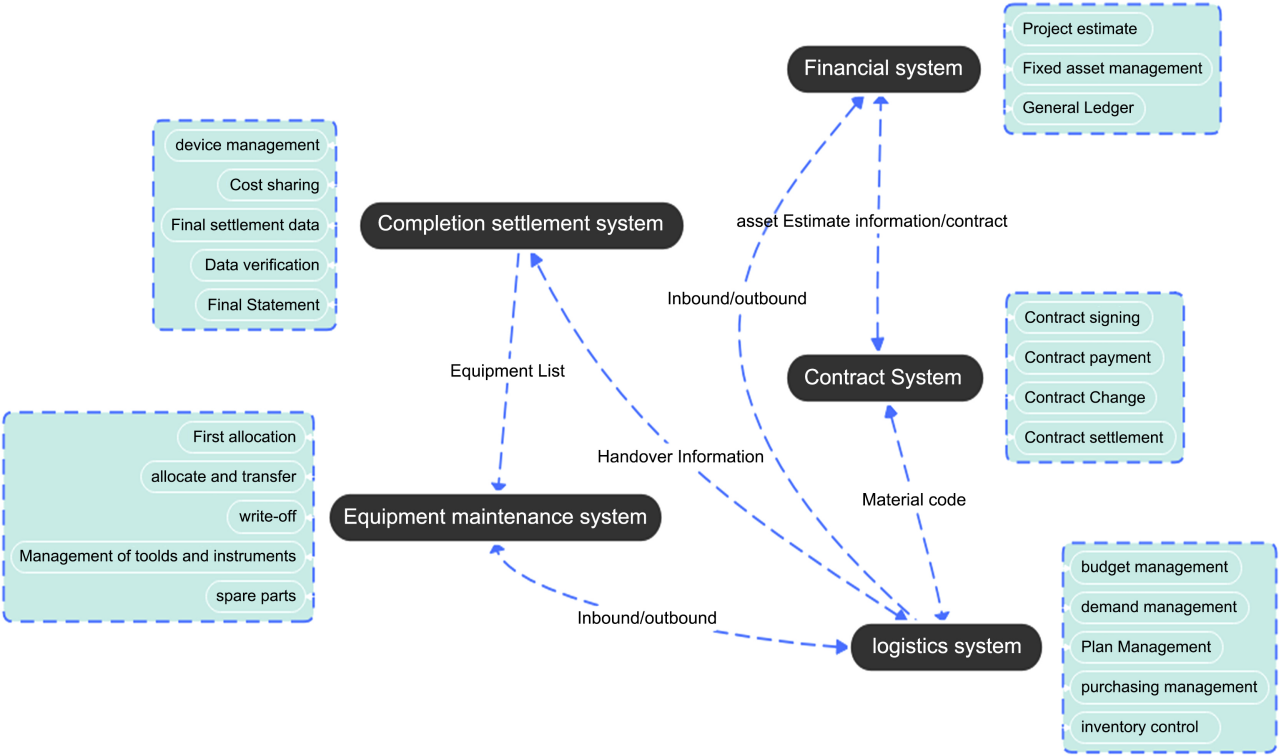 Project estimate
Financial system
Fixed asset management
General Ledger
device management
Cost sharing
Completion settlement system
Final settlement data
asset Estimate information/contract
Data verification
Final Statement
Inbound/outbound
Contract signing
Equipment List
Contract payment
Contract System
Contract Change
Contract settlement
First allocation
Handover Information
allocate and transfer
Material code
write-off
Equipment maintenance system
Management of toolds and instruments
spare parts
budget management
demand management
Inbound/outbound
logistics system
Plan Management
purchasing management
inventory control